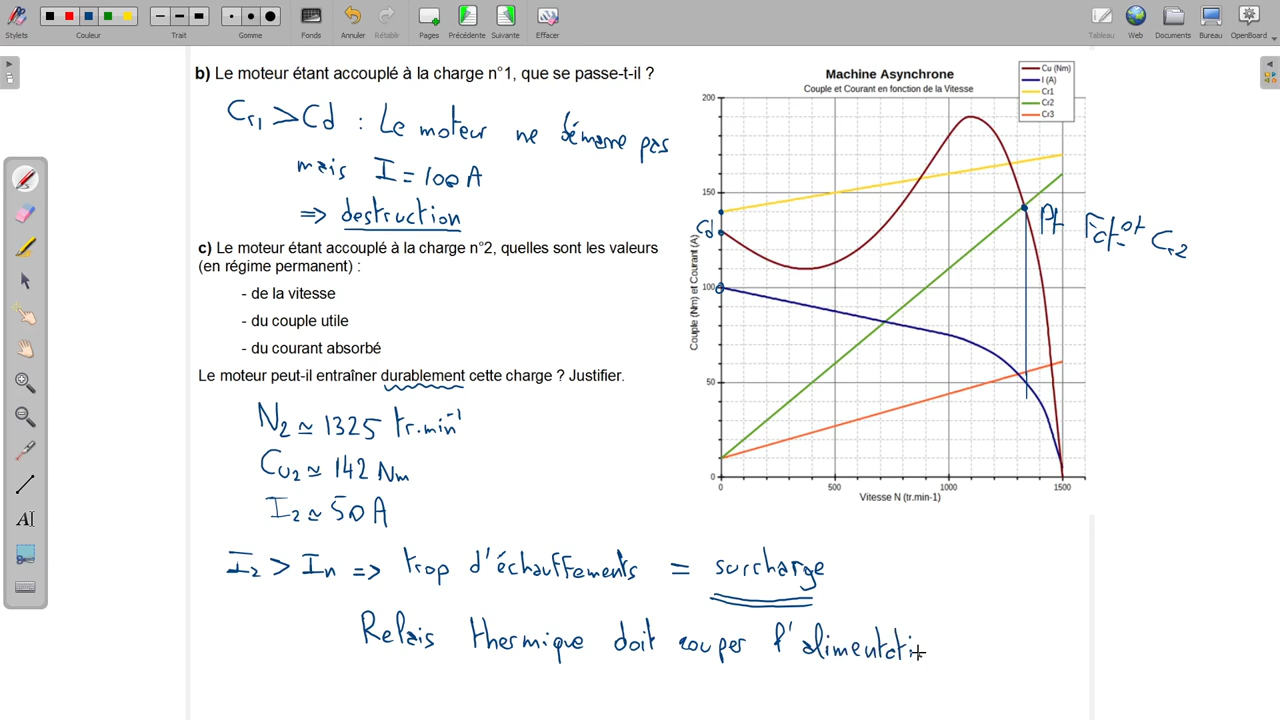 Stylets Couleur Trait Gomme Fonds Annuler Rétablir Pages Précédente Suivante Effacer Tableau Web Documents Bureau OpenBoard
b) Le moteur étant accouplé à la charge n°1, que se passe-t-il ?
Cr1 > Cd : Le moteur ne démarre pas
mais I = 100 A
=> destruction
c) Le moteur étant accouplé à la charge n°2, quelles sont les valeurs
(en régime permanent) :
- de la vitesse
- du couple utile
- du courant absorbé
Le moteur peut-il entraîner durablement cette charge ? Justifier.
N2 ≃ 1325 tr.min-1
Cu2 ≃ 142 Nm
I2 ≃ 50 A
I2 > In => trop d'échauffements = surcharge
Relais thermique doit couper l'alimentati
Machine Asynchrone
Couple et Courant en fonction de la Vitesse
Cu (Nm)
I (A)
Cr1
Cr2
Cr3
200
150
100
50
0
Couple (Nm) et Courant (A)
0 500 1000 1500
Vitesse N (tr.min-1)
Cd
Pt Fct- Cr2
AI